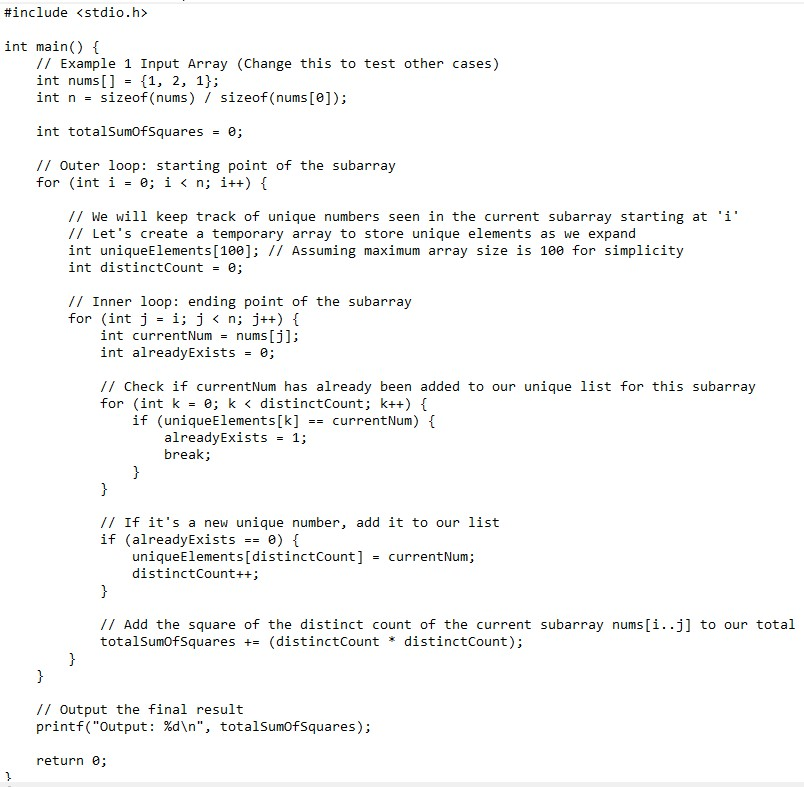 #include <stdio.h>
int main() {
// Example 1 Input Array (Change this to test other cases)
int nums[] = {1, 2, 1};
int n = sizeof(nums) / sizeof(nums[0]);
int totalSumOfSquares = 0;
// Outer loop: starting point of the subarray
for (int i = 0; i < n; i++) {
// We will keep track of unique numbers seen in the current subarray starting at 'i'
// Let's create a temporary array to store unique elements as we expand
int uniqueElements[100]; // Assuming maximum array size is 100 for simplicity
int distinctCount = 0;
// Inner loop: ending point of the subarray
for (int j = i; j < n; j++) {
int currentNum = nums[j];
int alreadyExists = 0;
// Check if currentNum has already been added to our unique list for this subarray
for (int k = 0; k < distinctCount; k++) {
if (uniqueElements[k] == currentNum) {
alreadyExists = 1;
break;
}
}
// If it's a new unique number, add it to our list
if (alreadyExists == 0) {
uniqueElements[distinctCount] = currentNum;
distinctCount++;
}
// Add the square of the distinct count of the current subarray nums[i..j] to our total
totalSumOfSquares += (distinctCount * distinctCount);
}
}
// Output the final result
printf("Output: %d\n", totalSumOfSquares);
return 0;
}